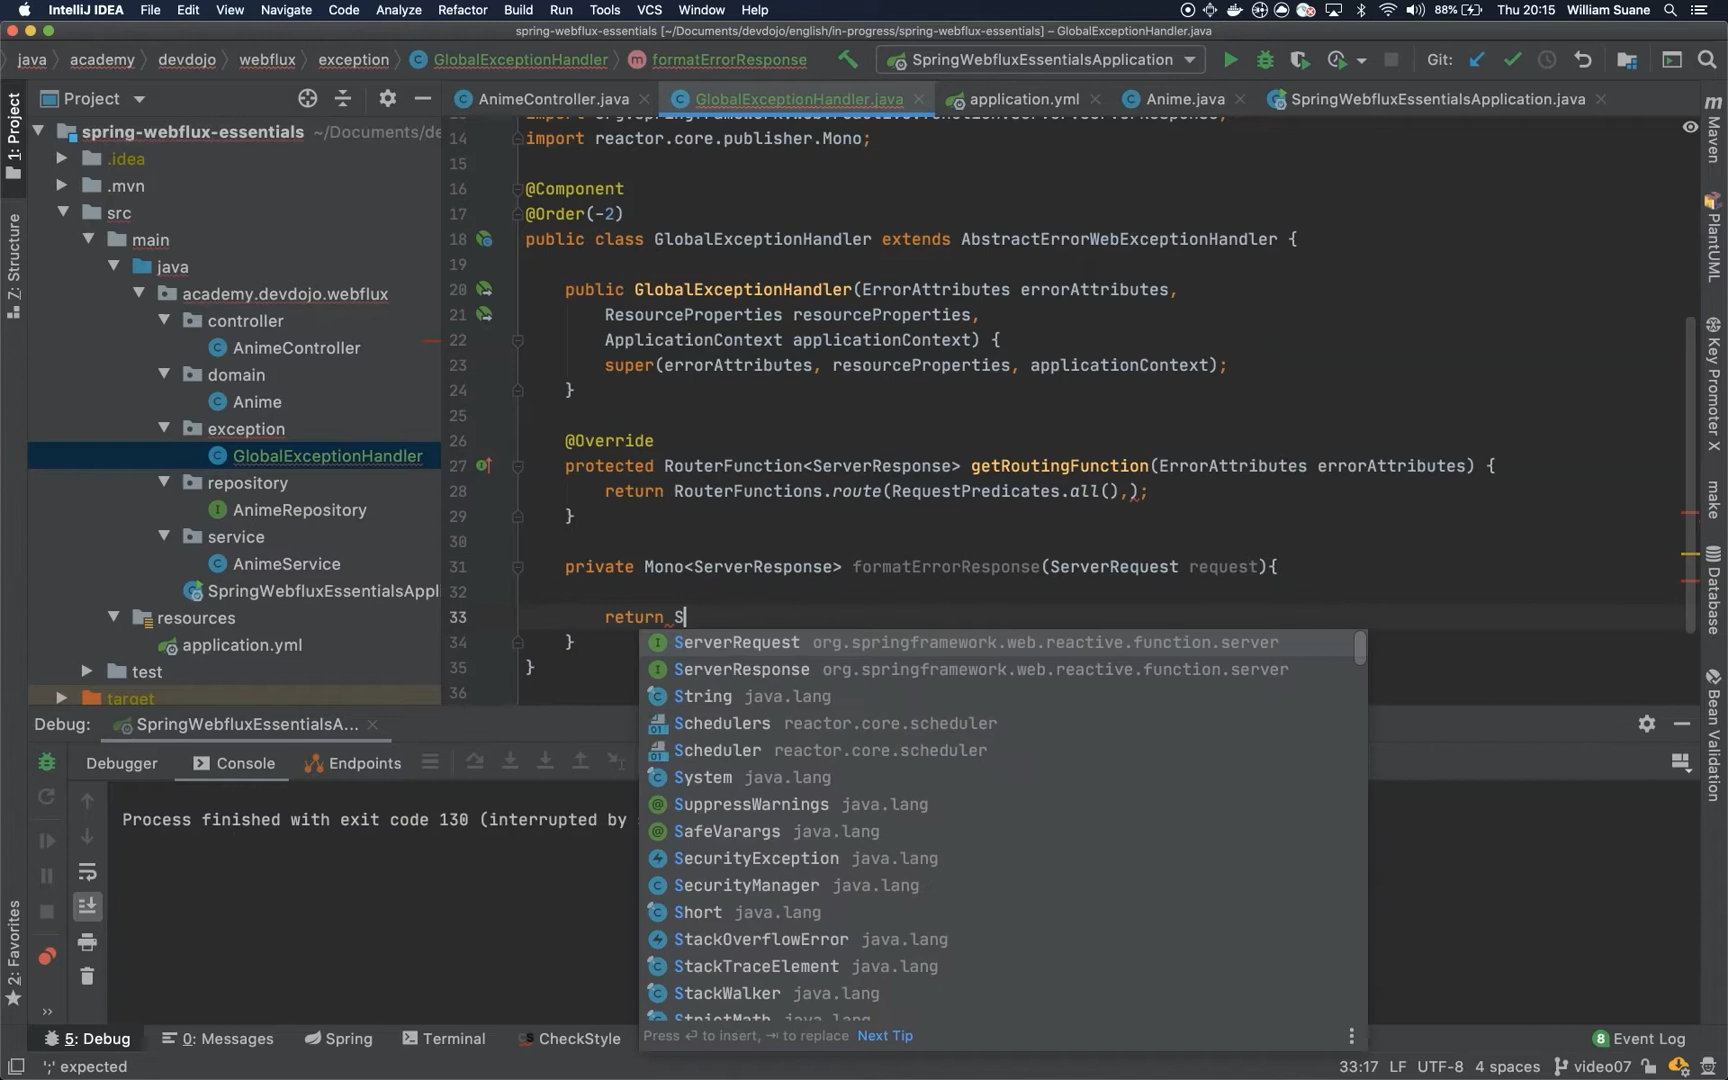 IntelliJ IDEA File Edit View Navigate Code Analyze Refactor Build Run Tools VCS Window Help 88% Thu 20:15 William Suane
spring-webflux-essentials [~/Documents/devdojo/english/in-progress/spring-webflux-essentials] – GlobalExceptionHandler.java
java academy devdojo webflux exception GlobalExceptionHandler formatErrorResponse SpringWebfluxEssentialsApplication Git:
Project AnimeController.java GlobalExceptionHandler.java application.yml Anime.java SpringWebfluxEssentialsApplication.java
spring-webflux-essentials ~/Documents/de
.idea
.mvn
src
main
java
academy.devdojo.webflux
controller
AnimeController
domain
Anime
exception
GlobalExceptionHandler
repository
AnimeRepository
service
AnimeService
SpringWebfluxEssentialsAppl
resources
application.yml
test
target
14 import reactor.core.publisher.Mono;
15
16 @Component
17 @Order(-2)
18 public class GlobalExceptionHandler extends AbstractErrorWebExceptionHandler {
19
20 public GlobalExceptionHandler(ErrorAttributes errorAttributes,
21 ResourceProperties resourceProperties,
22 ApplicationContext applicationContext) {
23 super(errorAttributes, resourceProperties, applicationContext);
24 }
25
26 @Override
27 protected RouterFunction<ServerResponse> getRoutingFunction(ErrorAttributes errorAttributes) {
28 return RouterFunctions.route(RequestPredicates.all(),);
29 }
30
31 private Mono<ServerResponse> formatErrorResponse(ServerRequest request){
32
33 return S
34 }
35 }
36
ServerRequest org.springframework.web.reactive.function.server
ServerResponse org.springframework.web.reactive.function.server
String java.lang
Schedulers reactor.core.scheduler
Scheduler reactor.core.scheduler
System java.lang
SuppressWarnings java.lang
SafeVarargs java.lang
SecurityException java.lang
SecurityManager java.lang
Short java.lang
StackOverflowError java.lang
StackTraceElement java.lang
StackWalker java.lang
StrictMath java.lang
Press ⏎ to insert, ⇥ to replace Next Tip
Debug: SpringWebfluxEssentialsA...
Debugger Console Endpoints
Process finished with exit code 130 (interrupted by
5: Debug 0: Messages Spring Terminal CheckStyle 8 Event Log
';' expected 33:17 LF UTF-8 4 spaces video07
1: Project
Z: Structure
2: Favorites
Maven
PlantUML
Key Promoter X
make
Database
Bean Validation